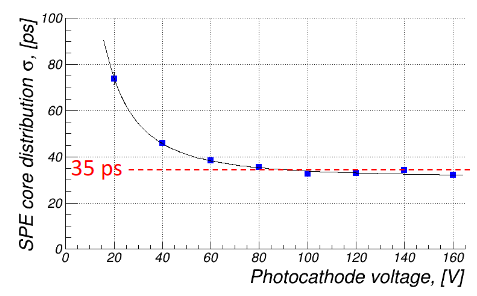 SPE core distribution σ, [ps]
100
80
60
40
20
0
35 ps
0 20 40 60 80 100 120 140 160
Photocathode voltage, [V]